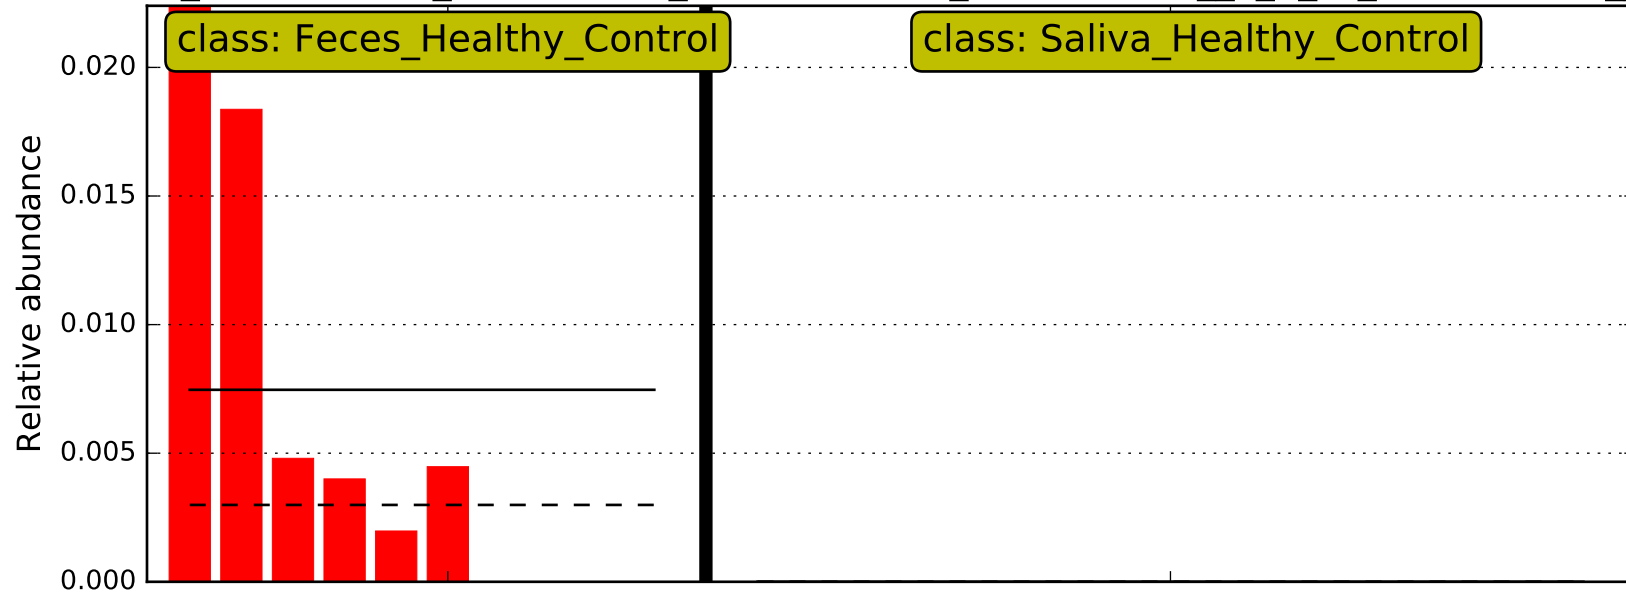 class: Feces_Healthy_Control
class: Saliva_Healthy_Control
0.020
0.015
0.010
0.005
0.000
Relative abundance